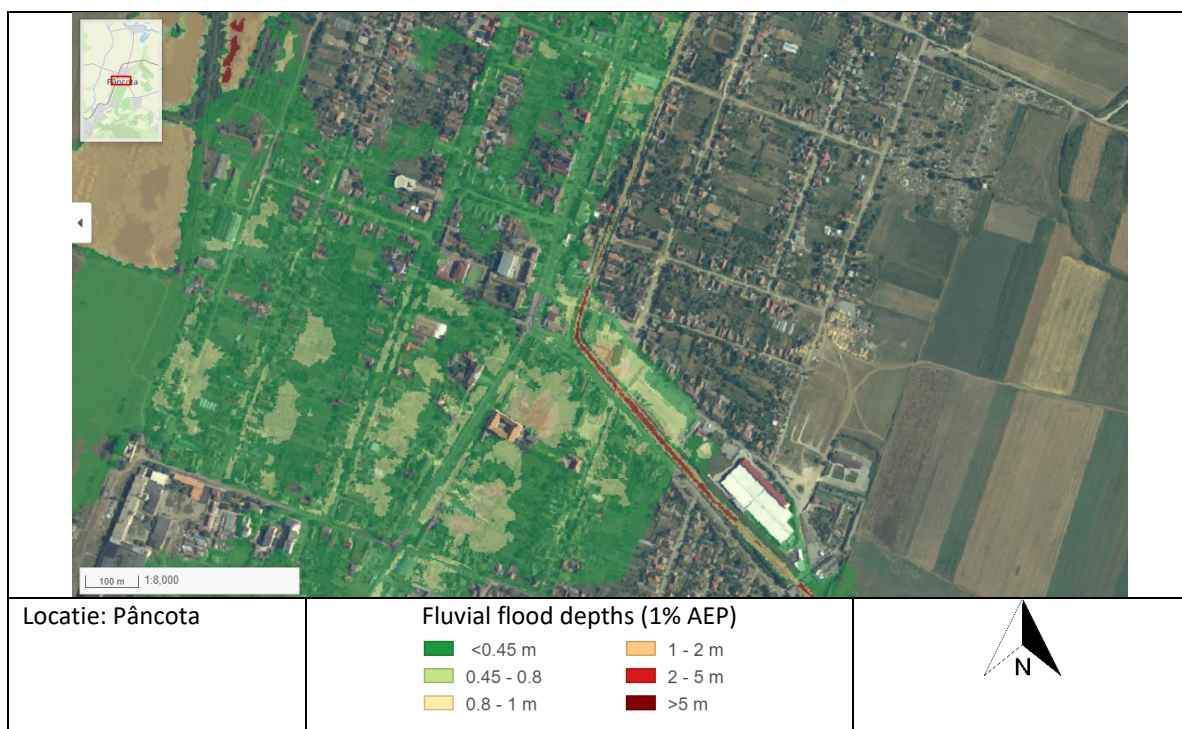 Pâncota
100 m
1:8,000
Locatie: Pâncota
Fluvial flood depths (1% AEP)
<0.45 m
1 - 2 m
0.45 - 0.8
2 - 5 m
0.8 - 1 m
>5 m
N